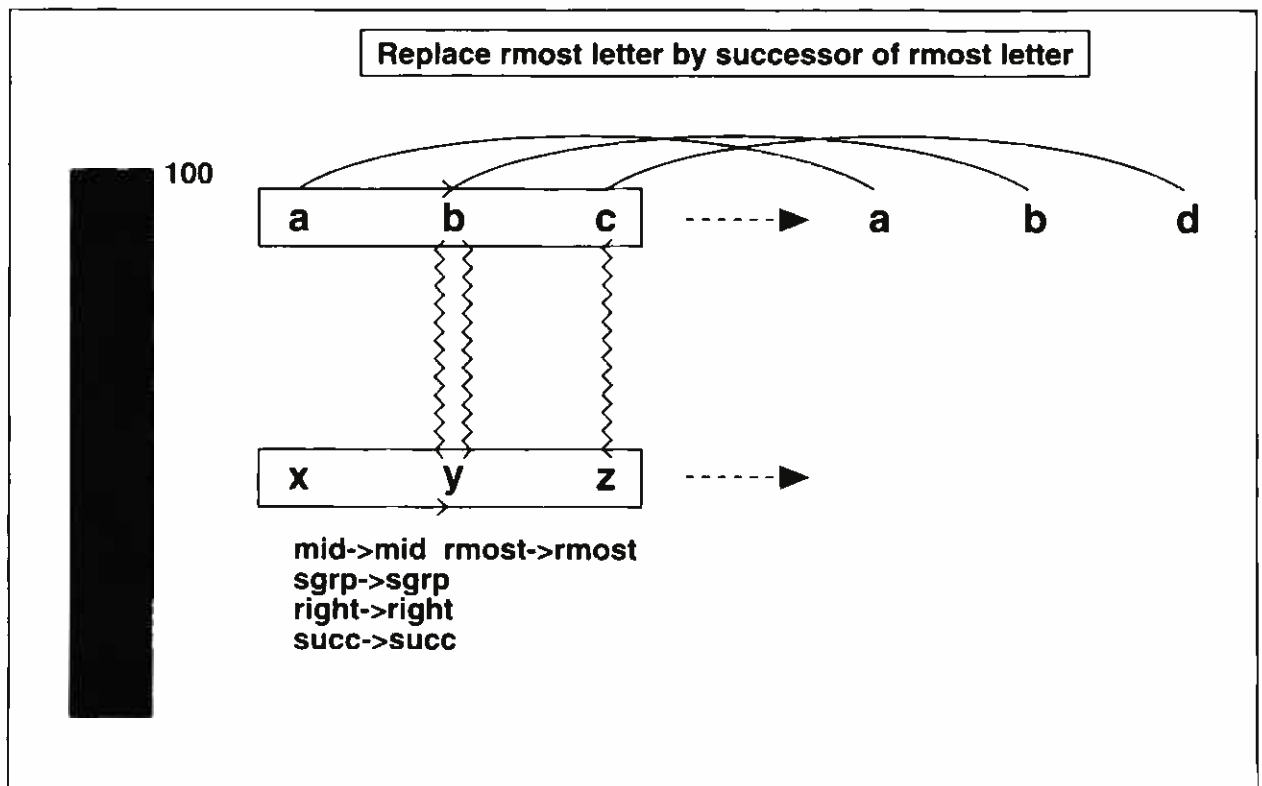 Replace rmost letter by successor of rmost letter
100
a b c a b d
x y z
mid->mid rmost->rmost
sgrp->sgrp
right->right
succ->succ